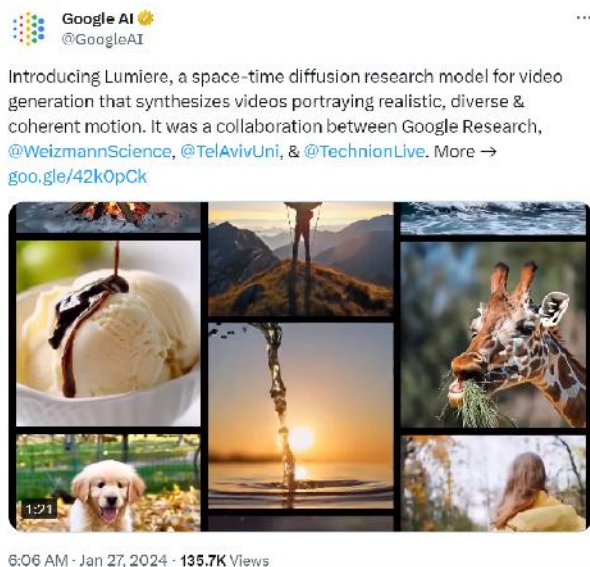 Google AI
@GoogleAI
Introducing Lumiere, a space-time diffusion research model for video
generation that synthesizes videos portraying realistic, diverse &
coherent motion. It was a collaboration between Google Research,
@WeizmannScience, @TelAvivUni, & @TechnionLive. More →
goo.gle/42k0pCk
1:21
6:06 AM · Jan 27, 2024 · 135.7K Views